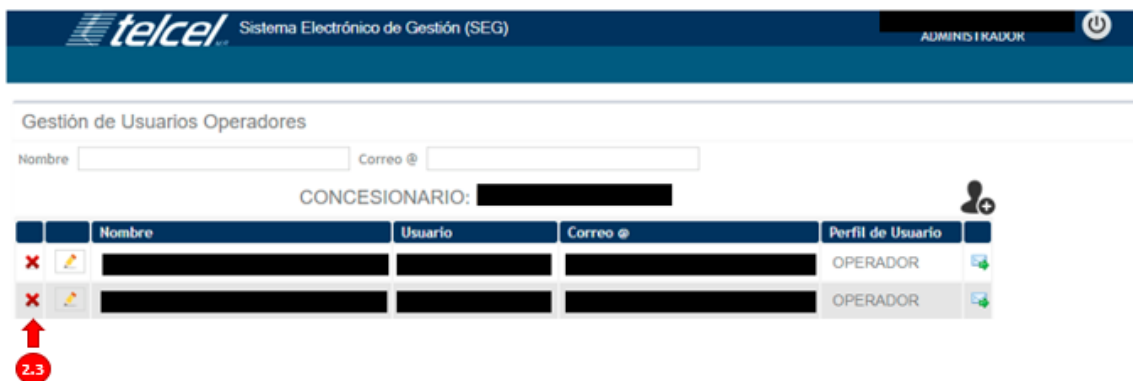 telcel Sistema Electrónico de Gestión (SEG)
ADMINISTRADOR
Gestión de Usuarios Operadores
Nombre Correo @
CONCESIONARIO:
Nombre Usuario Correo @ Perfil de Usuario
OPERADOR
OPERADOR
2.3